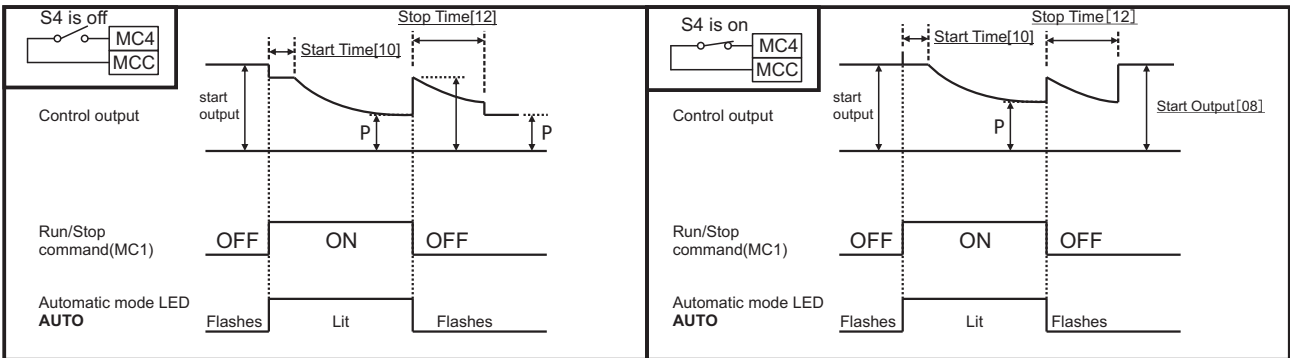 S4 is off
MC4
MCC
Stop Time[12]
Start Time[10]
Control output
start
output
P
P
Run/Stop
command(MC1)
OFF
ON
OFF
Automatic mode LED
AUTO
Flashes
Lit
Flashes
S4 is on
MC4
MCC
Stop Time[12]
Start Time[10]
Control output
start
output
P
Start Output[08]
Run/Stop
command(MC1)
OFF
ON
OFF
Automatic mode LED
AUTO
Flashes
Lit
Flashes